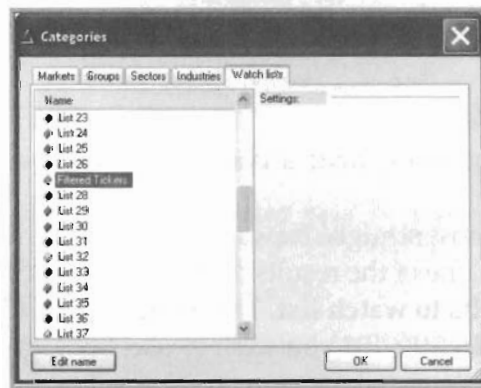 Categories
Markets Groups Sectors Industries Watch lists
Name
Settings:
List 23
List 24
List 25
List 26
Filtered Tickers
List 28
List 29
List 30
List 31
List 32
List 33
List 34
List 35
List 36
List 37
Edit name
OK
Cancel